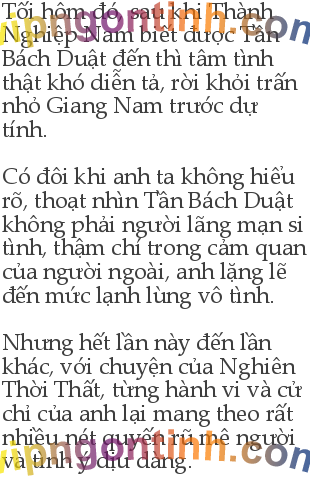 Tối hôm đó, sau khi Thành
Nghiệp Nam biết được Tân
Bách Duật đến thì tâm tình
thật khó diễn tả, rời khỏi trấn
nhỏ Giang Nam trước dự
tính.
Có đôi khi anh ta không hiểu
rõ, thoạt nhìn Tân Bách Duật
không phải người lãng mạn si
tình, thậm chí trong cảm quan
của người ngoài, anh lặng lẽ
đến mức lạnh lùng vô tình.
Nhưng hết lần này đến lần
khác, với chuyện của Nghiên
Thời Thất, từng hành vi và cử
chỉ của anh lại mang theo rất
nhiều nét quyến rũ mê người
và tình ý dịu dàng.
vipngontinh.com
vipngontinh.com